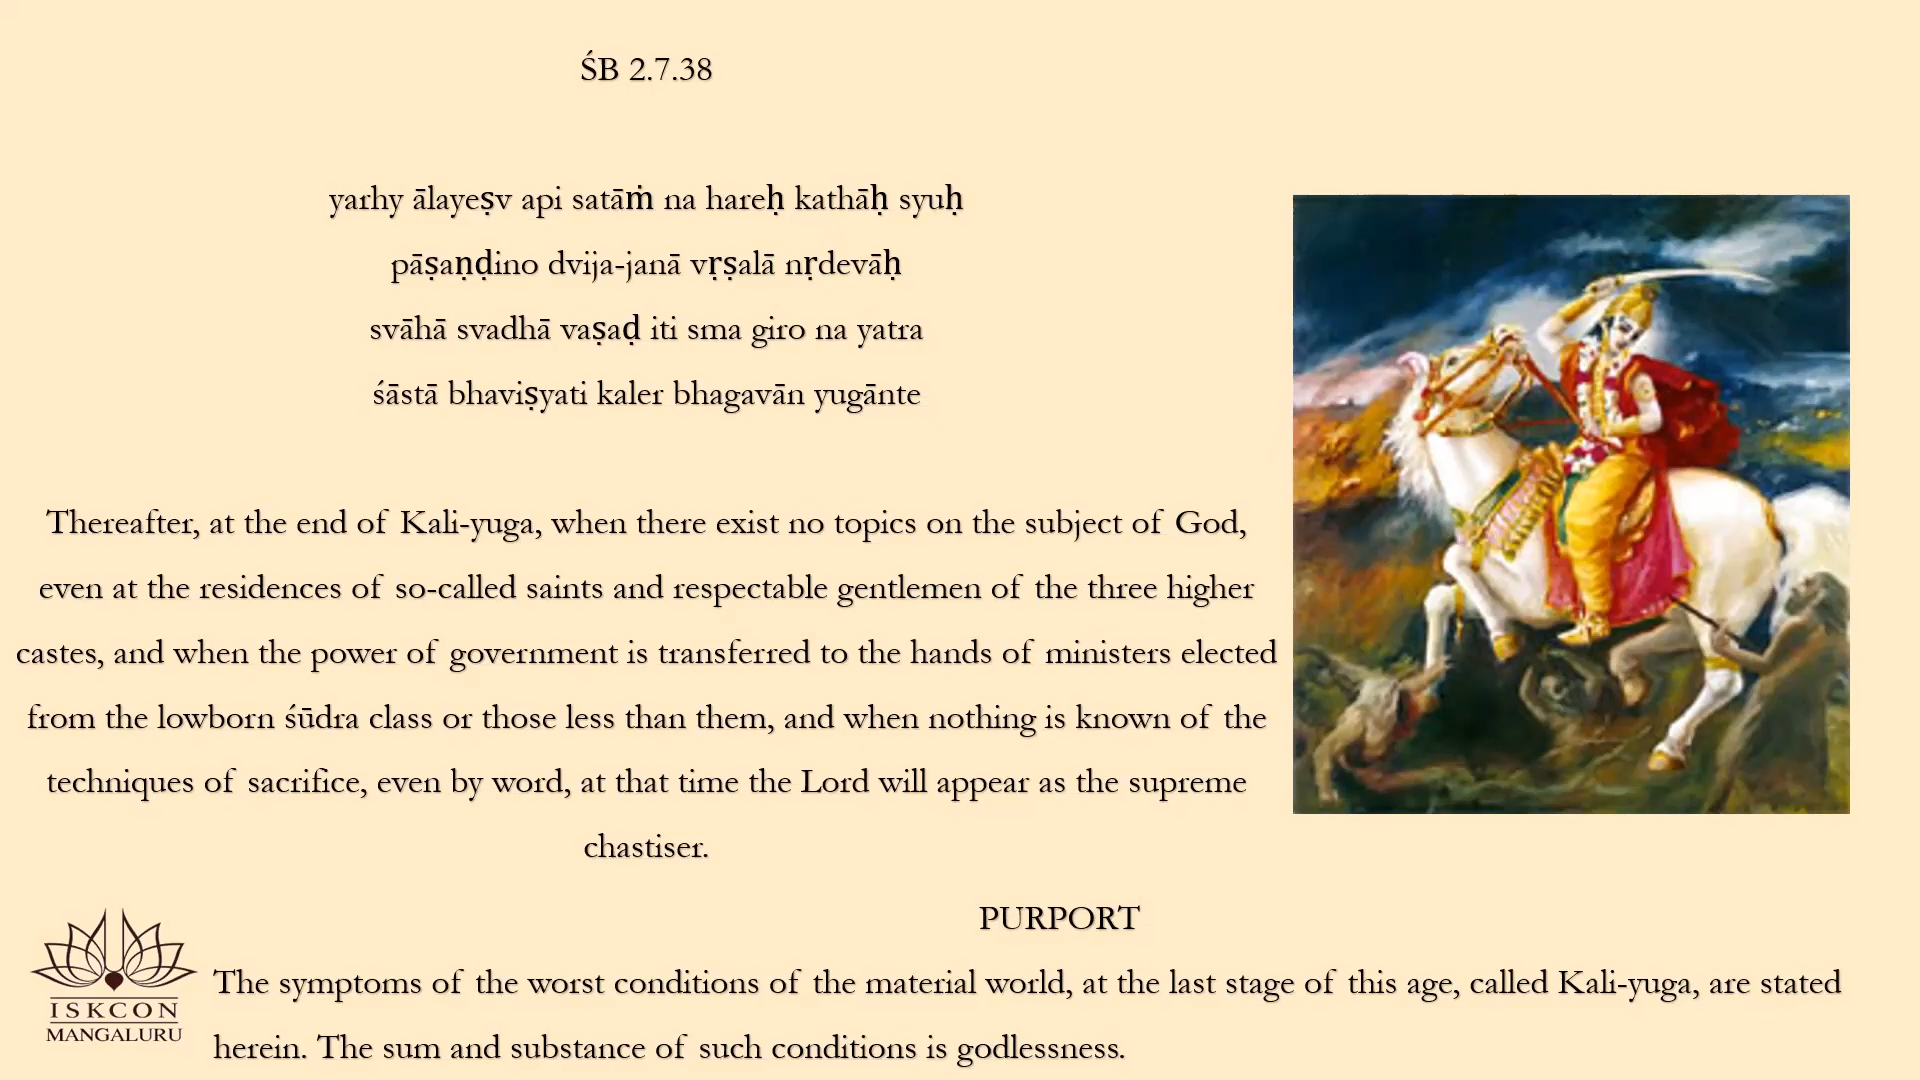 ŚB 2.7.38
yarhy ālayeṣv api satāṁ na hareḥ kathāḥ syuḥ
pāṣaṇḍino dvija-janā vṛṣalā nṛdevāḥ
svāhā svadhā vaṣaḍ iti sma giro na yatra
śāstā bhaviṣyati kaler bhagavān yugānte
Thereafter, at the end of Kali-yuga, when there exist no topics on the subject of God,
even at the residences of so-called saints and respectable gentlemen of the three higher
castes, and when the power of government is transferred to the hands of ministers elected
from the lowborn śūdra class or those less than them, and when nothing is known of the
techniques of sacrifice, even by word, at that time the Lord will appear as the supreme
chastiser.
PURPORT
The symptoms of the worst conditions of the material world, at the last stage of this age, called Kali-yuga, are stated
herein. The sum and substance of such conditions is godlessness.
ISKCON
MANGALURU